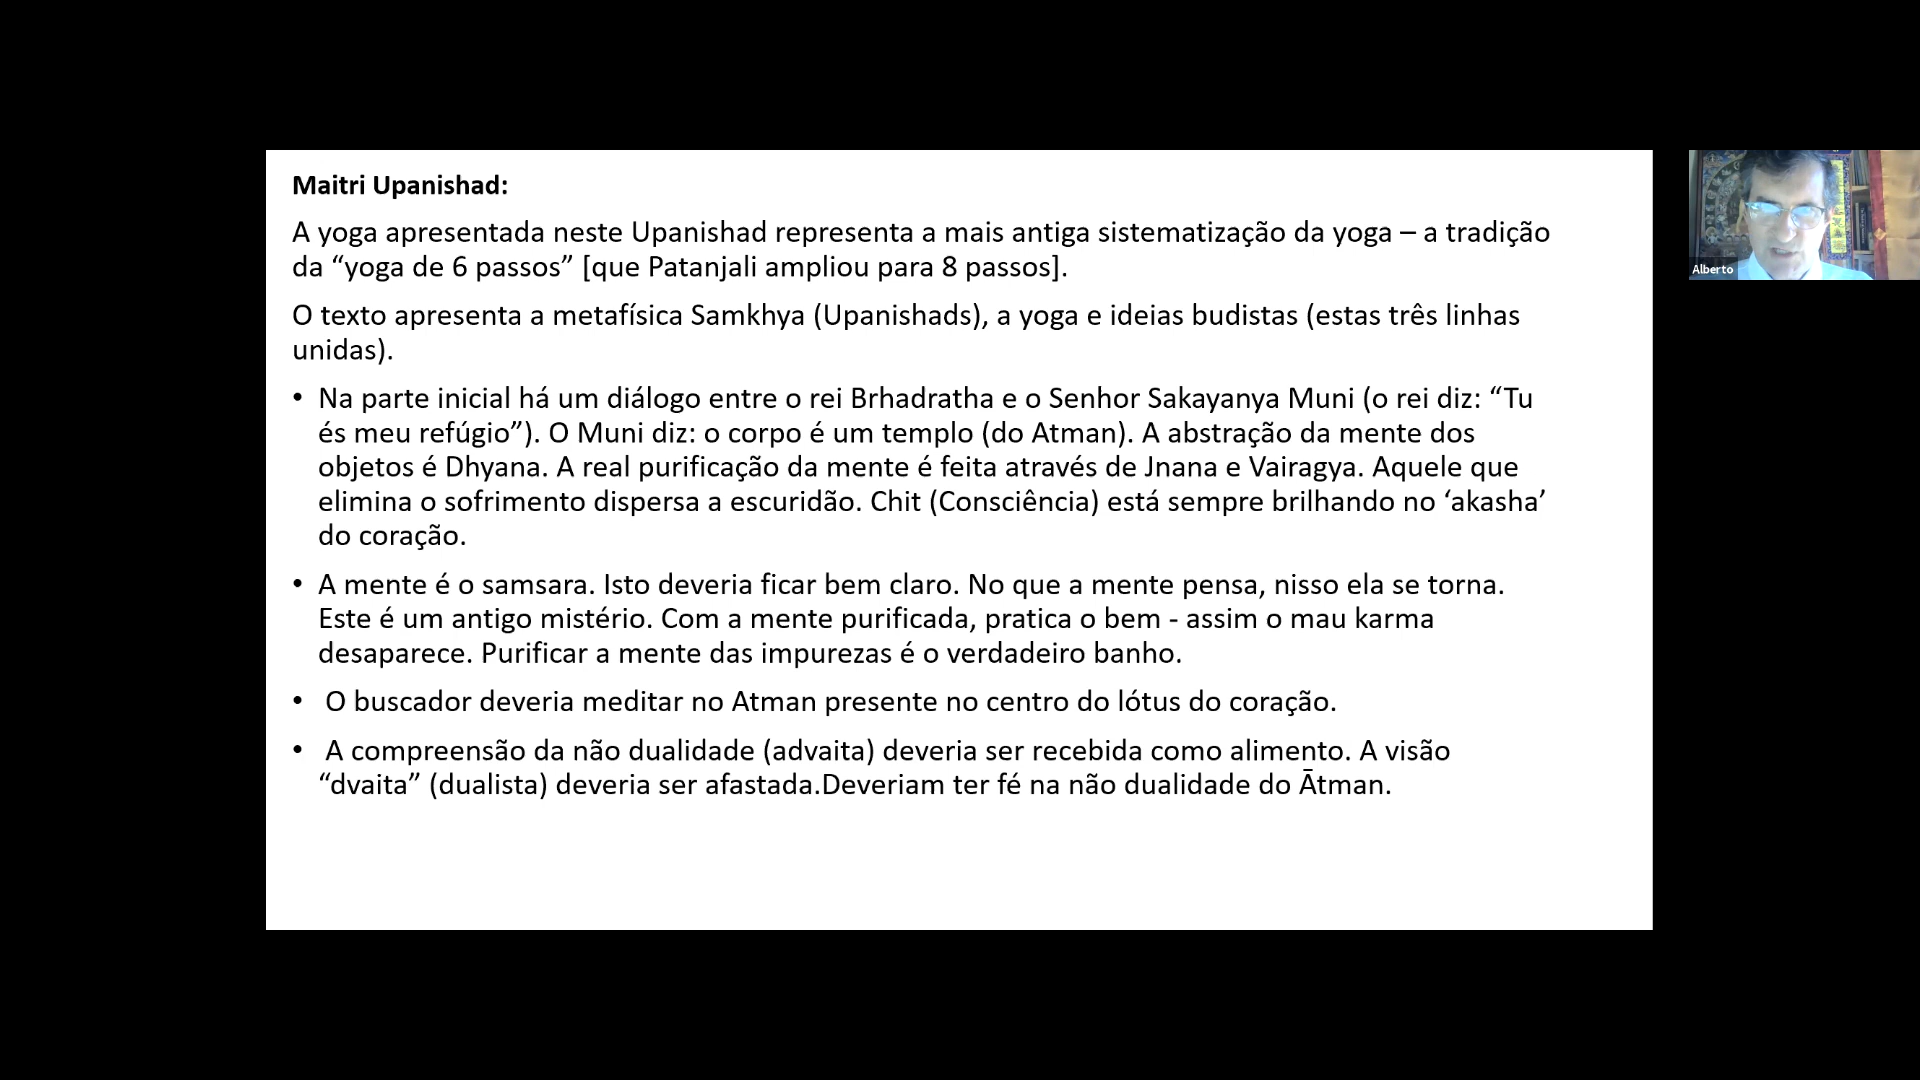 Maitri Upanishad:
A yoga apresentada neste Upanishad representa a mais antiga sistematização da yoga – a tradição
da “yoga de 6 passos” [que Patanjali ampliou para 8 passos].
O texto apresenta a metafísica Samkhya (Upanishads), a yoga e ideias budistas (estas três linhas
unidas).
• Na parte inicial há um diálogo entre o rei Brhadratha e o Senhor Sakayanya Muni (o rei diz: “Tu
és meu refúgio”). O Muni diz: o corpo é um templo (do Atman). A abstração da mente dos
objetos é Dhyana. A real purificação da mente é feita através de Jnana e Vairagya. Aquele que
elimina o sofrimento dispersa a escuridão. Chit (Consciência) está sempre brilhando no ‘akasha’
do coração.
• A mente é o samsara. Isto deveria ficar bem claro. No que a mente pensa, nisso ela se torna.
Este é um antigo mistério. Com a mente purificada, pratica o bem - assim o mau karma
desaparece. Purificar a mente das impurezas é o verdadeiro banho.
• O buscador deveria meditar no Atman presente no centro do lótus do coração.
• A compreensão da não dualidade (advaita) deveria ser recebida como alimento. A visão
“dvaita” (dualista) deveria ser afastada.Deveriam ter fé na não dualidade do Ātman.
Alberto